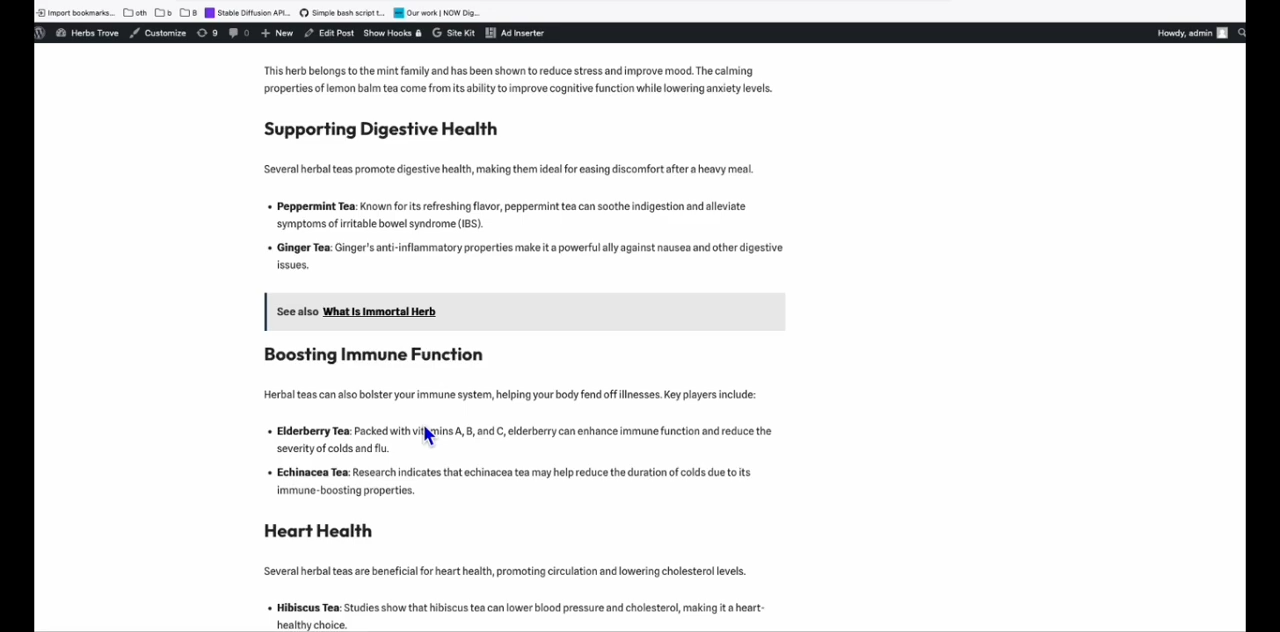 Import bookmarks... oth b 8 Stable Diffusion API... Simple bash script t... Our work | NOW Dig...
Herbs Trove Customize 9 0 New Edit Post Show Hooks Site Kit Ad Inserter Howdy, admin
This herb belongs to the mint family and has been shown to reduce stress and improve mood. The calming
properties of lemon balm tea come from its ability to improve cognitive function while lowering anxiety levels.
Supporting Digestive Health
Several herbal teas promote digestive health, making them ideal for easing discomfort after a heavy meal.
• Peppermint Tea: Known for its refreshing flavor, peppermint tea can soothe indigestion and alleviate
symptoms of irritable bowel syndrome (IBS).
• Ginger Tea: Ginger's anti-inflammatory properties make it a powerful ally against nausea and other digestive
issues.
See also What Is Immortal Herb
Boosting Immune Function
Herbal teas can also bolster your immune system, helping your body fend off illnesses. Key players include:
• Elderberry Tea: Packed with vitamins A, B, and C, elderberry can enhance immune function and reduce the
severity of colds and flu.
• Echinacea Tea: Research indicates that echinacea tea may help reduce the duration of colds due to its
immune-boosting properties.
Heart Health
Several herbal teas are beneficial for heart health, promoting circulation and lowering cholesterol levels.
• Hibiscus Tea: Studies show that hibiscus tea can lower blood pressure and cholesterol, making it a heart-
healthy choice.